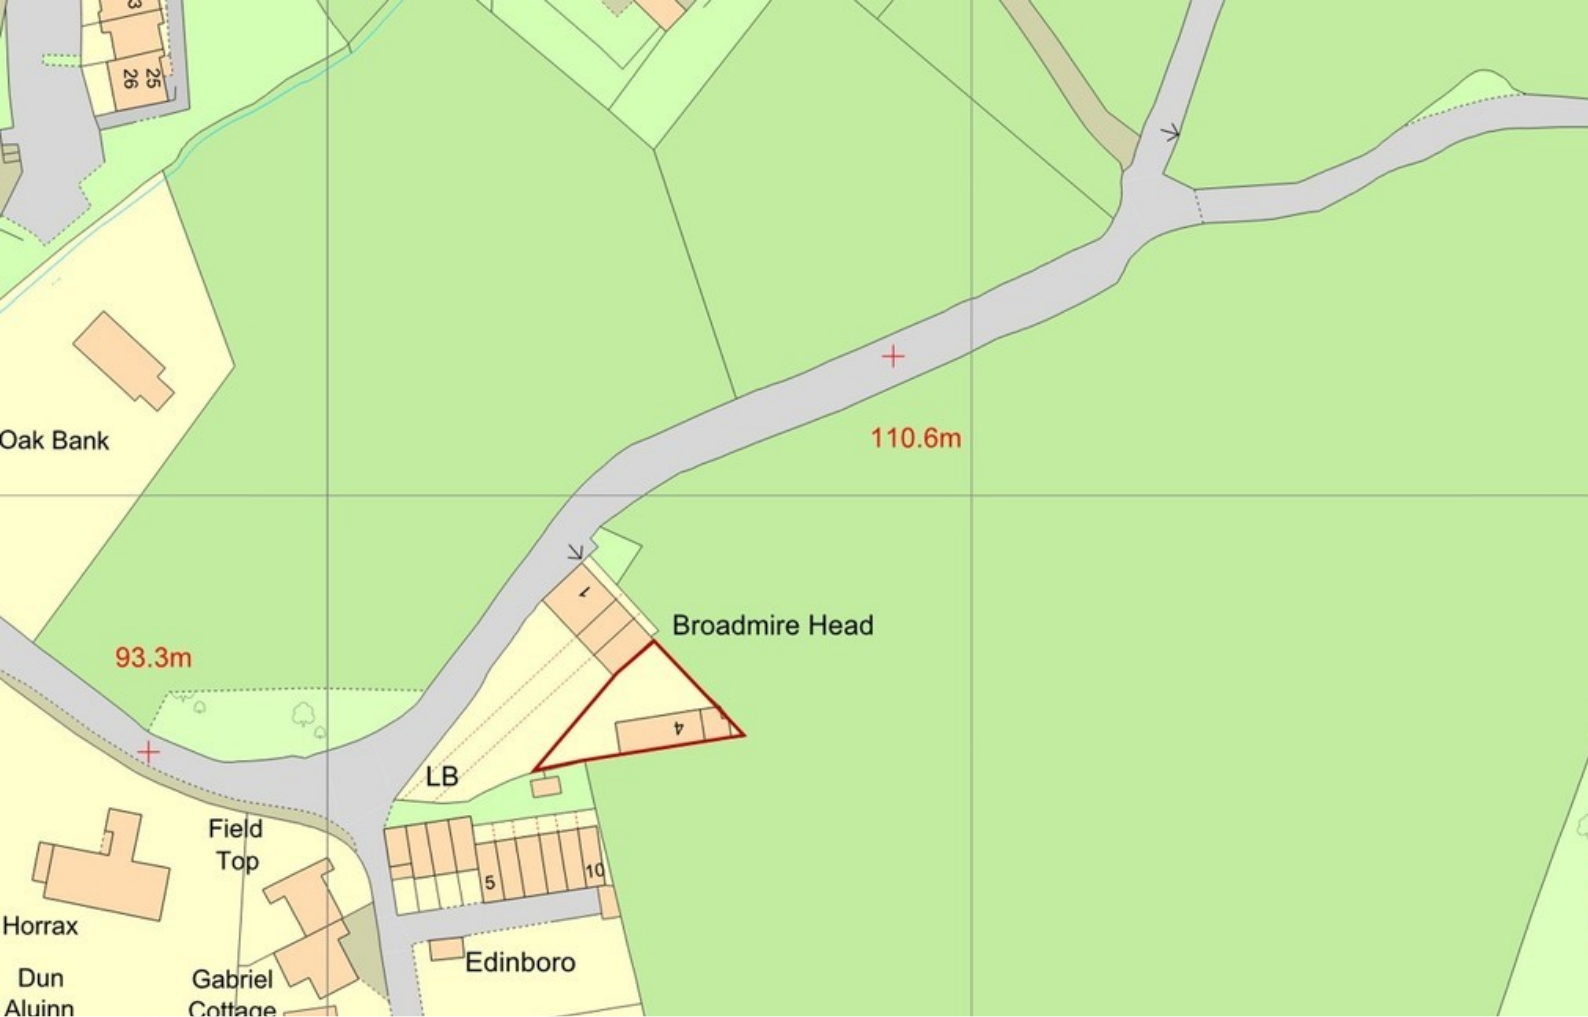 3
26
25
Oak Bank
110.6m
1
Broadmire Head
93.3m
4
LB
Field
Top
5
10
Horrax
Edinboro
Dun
Aluinn
Gabriel
Cottage